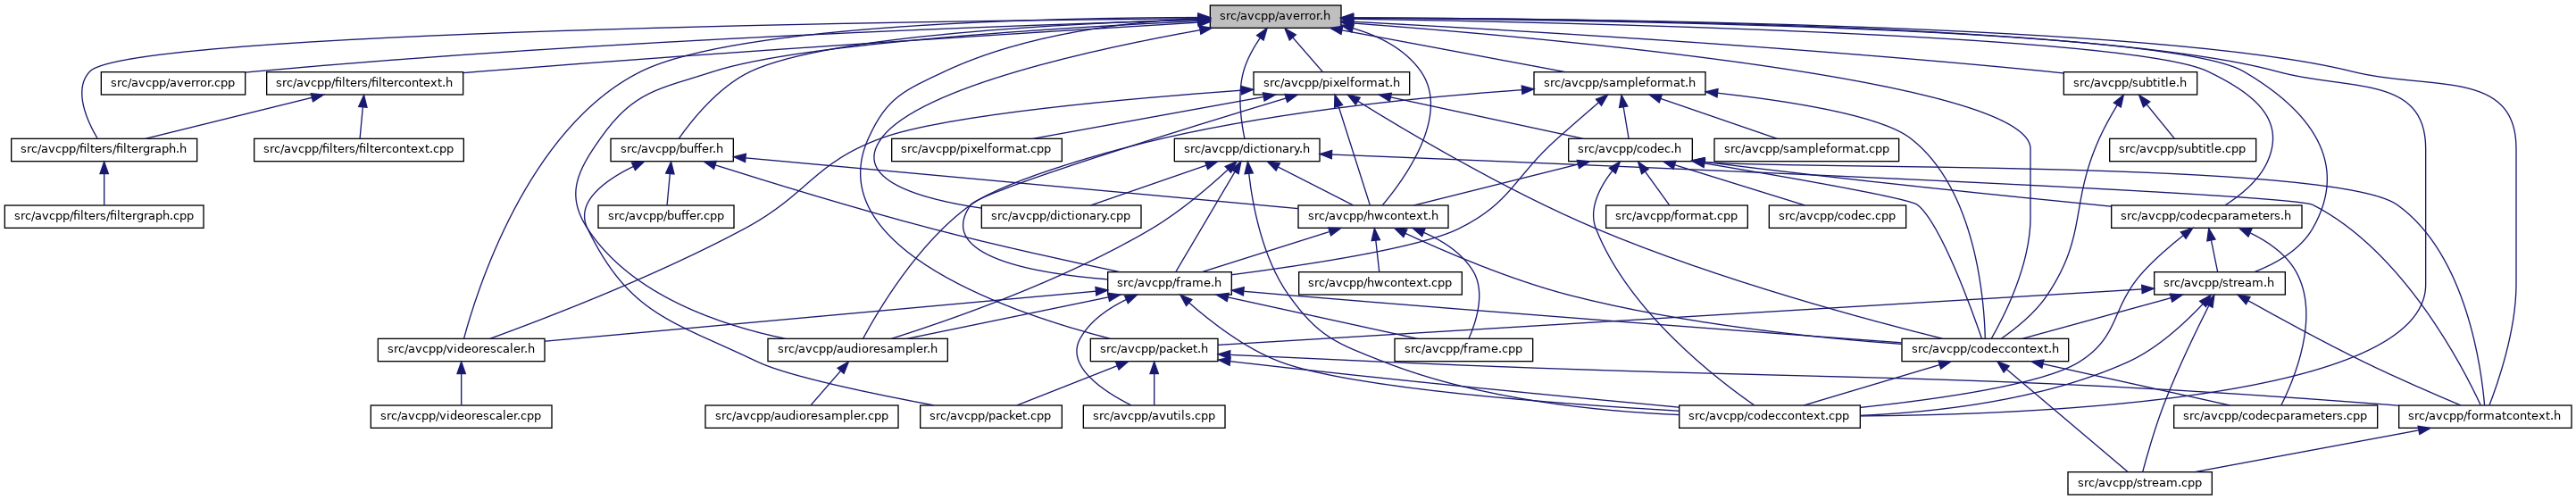 src/avcpp/averror.h
src/avcpp/averror.cpp
src/avcpp/filters/filtercontext.h
src/avcpp/pixelformat.h
src/avcpp/sampleformat.h
src/avcpp/subtitle.h
src/avcpp/filters/filtergraph.h
src/avcpp/filters/filtercontext.cpp
src/avcpp/buffer.h
src/avcpp/pixelformat.cpp
src/avcpp/dictionary.h
src/avcpp/codec.h
src/avcpp/sampleformat.cpp
src/avcpp/subtitle.cpp
src/avcpp/filters/filtergraph.cpp
src/avcpp/buffer.cpp
src/avcpp/dictionary.cpp
src/avcpp/hwcontext.h
src/avcpp/format.cpp
src/avcpp/codec.cpp
src/avcpp/codecparameters.h
src/avcpp/frame.h
src/avcpp/hwcontext.cpp
src/avcpp/stream.h
src/avcpp/videorescaler.h
src/avcpp/audioresampler.h
src/avcpp/packet.h
src/avcpp/frame.cpp
src/avcpp/codeccontext.h
src/avcpp/videorescaler.cpp
src/avcpp/audioresampler.cpp
src/avcpp/packet.cpp
src/avcpp/avutils.cpp
src/avcpp/codeccontext.cpp
src/avcpp/codecparameters.cpp
src/avcpp/formatcontext.h
src/avcpp/stream.cpp